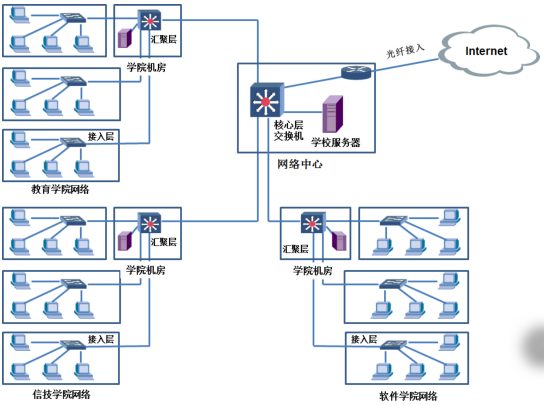 汇聚层
学院机房
接入层
教育学院网络
光纤接入
Internet
核心层
交换机
学校服务器
网络中心
汇聚层
学院机房
接入层
信技学院网络
汇聚层
学院机房
接入层
软件学院网络